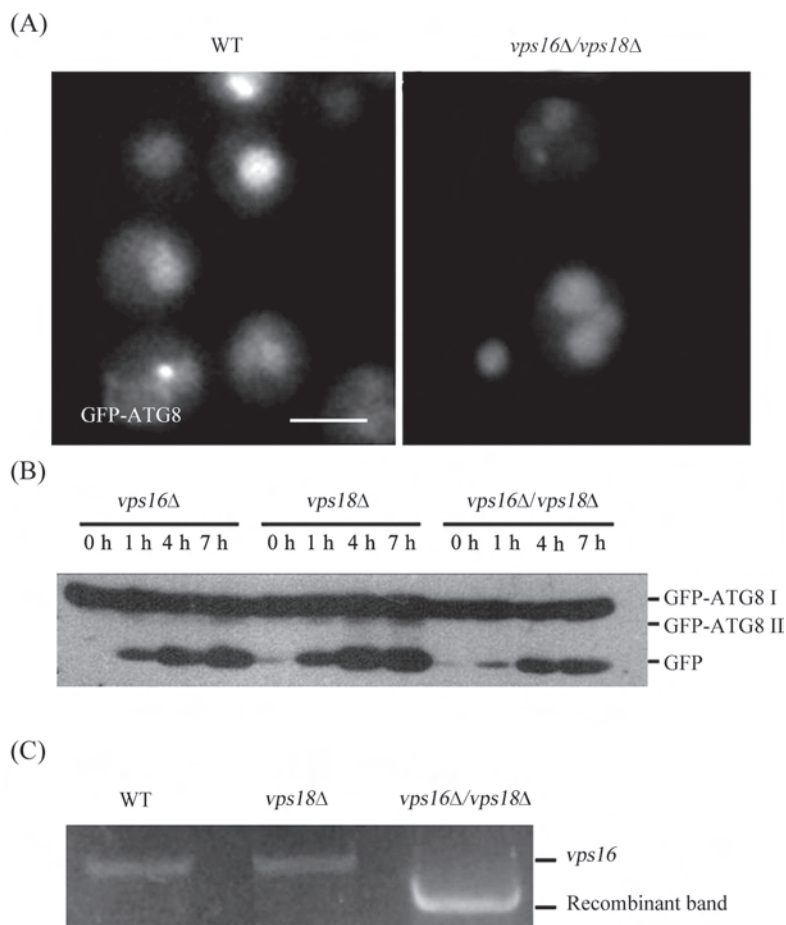 (A)
WT
vps16Δ/vps18Δ
GFP-ATG8
(B)
vps16Δ
vps18Δ
vps16Δ/vps18Δ
0 h 1 h 4 h 7 h 0 h 1 h 4 h 7 h 0 h 1 h 4 h 7 h
GFP-ATG8 I
GFP-ATG8 II
GFP
(C)
WT
vps18Δ
vps16Δ/vps18Δ
vps16
Recombinant band